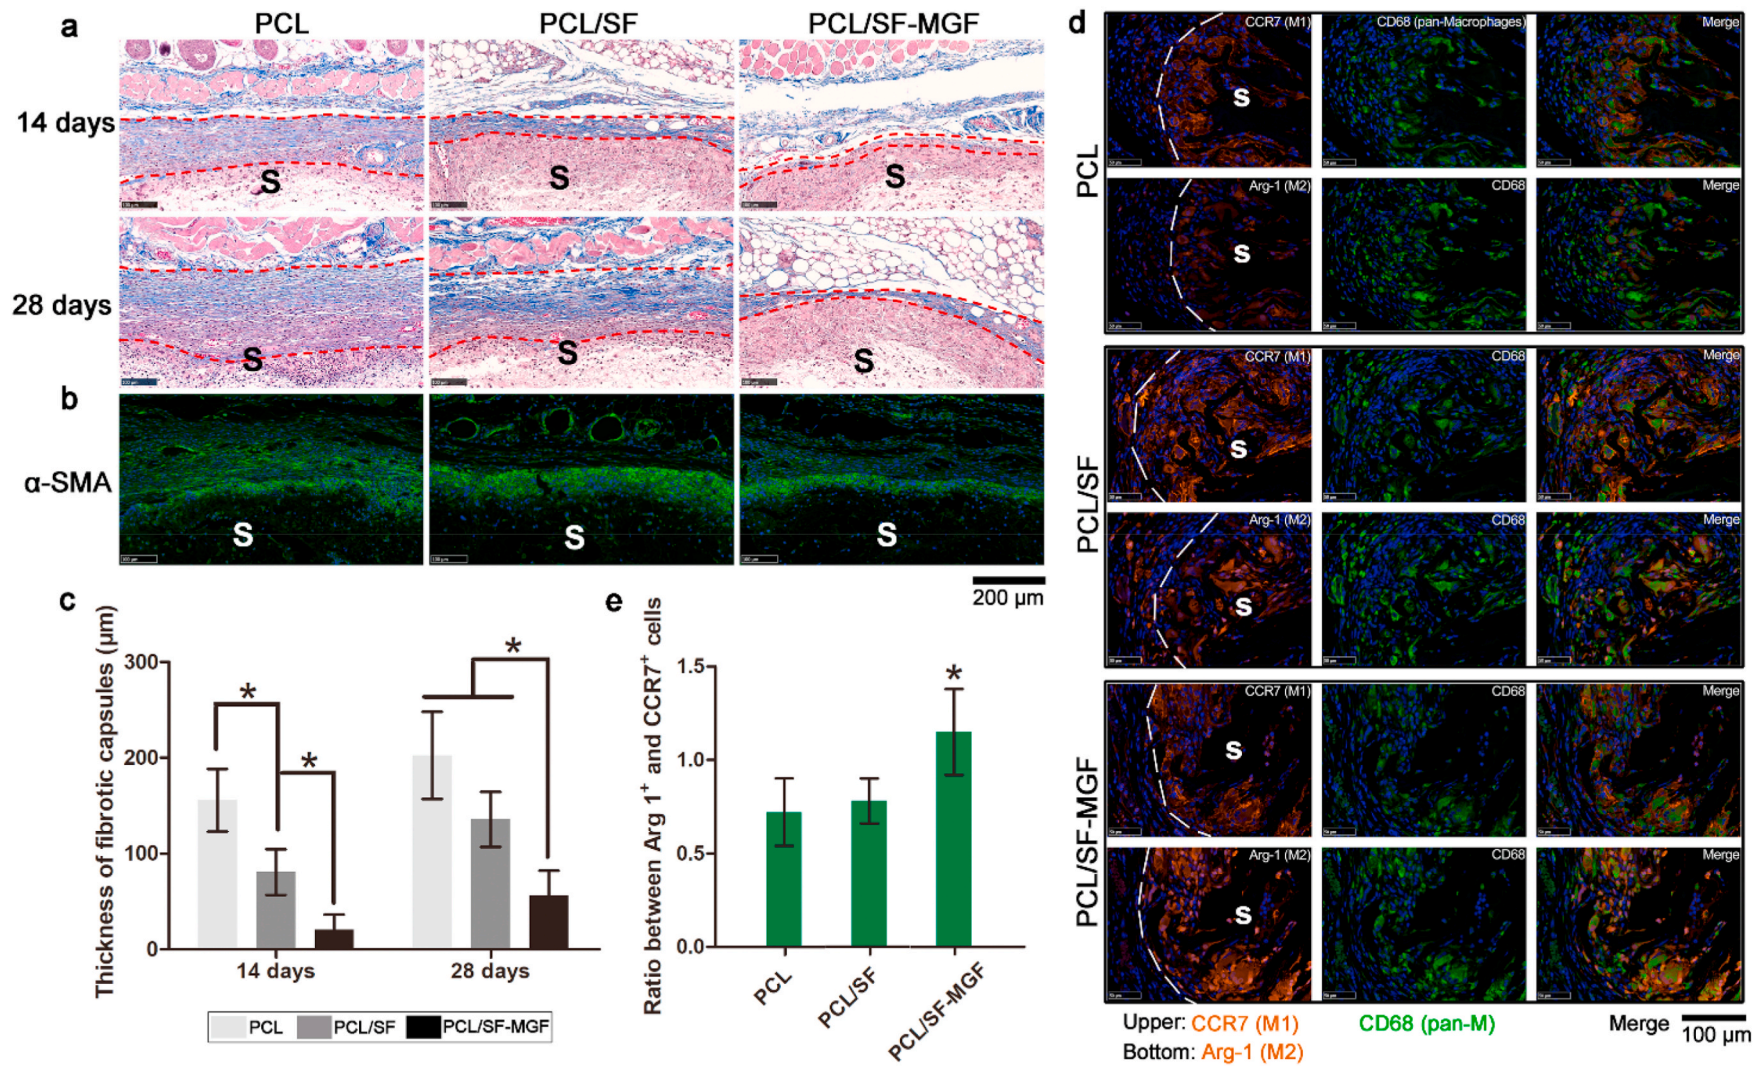 a
PCL
PCL/SF
PCL/SF-MGF
14 days
S
S
S
28 days
S
S
S
b
α-SMA
S
S
S
200 µm
c
Thickness of fibrotic capsules (µm)
300
200
100
0
*
*
*
14 days
28 days
PCL
PCL/SF
PCL/SF-MGF
e
Ratio between Arg 1⁺ and CCR7⁺ cells
1.5
1.0
0.5
0.0
*
PCL
PCL/SF
PCL/SF-MGF
d
PCL
CCR7 (M1)
CD68 (pan-Macrophages)
Merge
S
Arg-1 (M2)
CD68
Merge
S
PCL/SF
CCR7 (M1)
CD68
Merge
S
Arg-1 (M2)
CD68
Merge
S
PCL/SF-MGF
CCR7 (M1)
CD68
Merge
S
Arg-1 (M2)
CD68
Merge
S
Upper: CCR7 (M1)
CD68 (pan-M)
Merge
100 µm
Bottom: Arg-1 (M2)